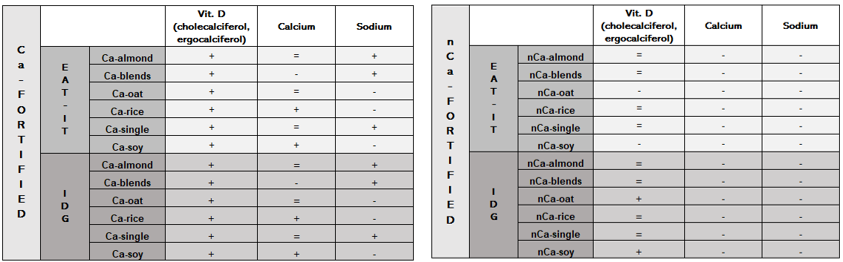 Ca-FORTIFIED
Vit. D
(cholecalciferol,
ergocalciferol) Calcium Sodium
EAT-IT
Ca-almond + = +
Ca-blends + - +
Ca-oat + = -
Ca-rice + + -
Ca-single + = +
Ca-soy + + -
IDG
Ca-almond + = +
Ca-blends + - +
Ca-oat + = -
Ca-rice + + -
Ca-single + = +
Ca-soy + + -
nCa-FORTIFIED
Vit. D
(cholecalciferol,
ergocalciferol) Calcium Sodium
EAT-IT
nCa-almond = - -
nCa-blends = - -
nCa-oat - - -
nCa-rice = - -
nCa-single = - -
nCa-soy - - -
IDG
nCa-almond = - -
nCa-blends = - -
nCa-oat + - -
nCa-rice = - -
nCa-single = - -
nCa-soy + - -